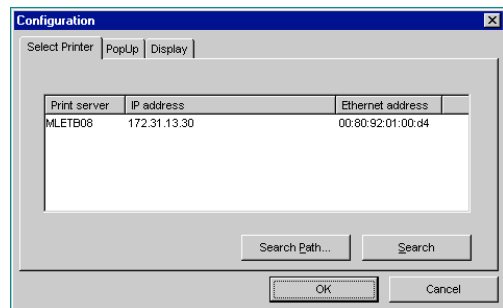 Configuration
Select Printer PopUp Display
Print server IP address Ethernet address
MLETB08 172.31.13.30 00:80:92:01:00:d4
Search Path... Search
OK Cancel